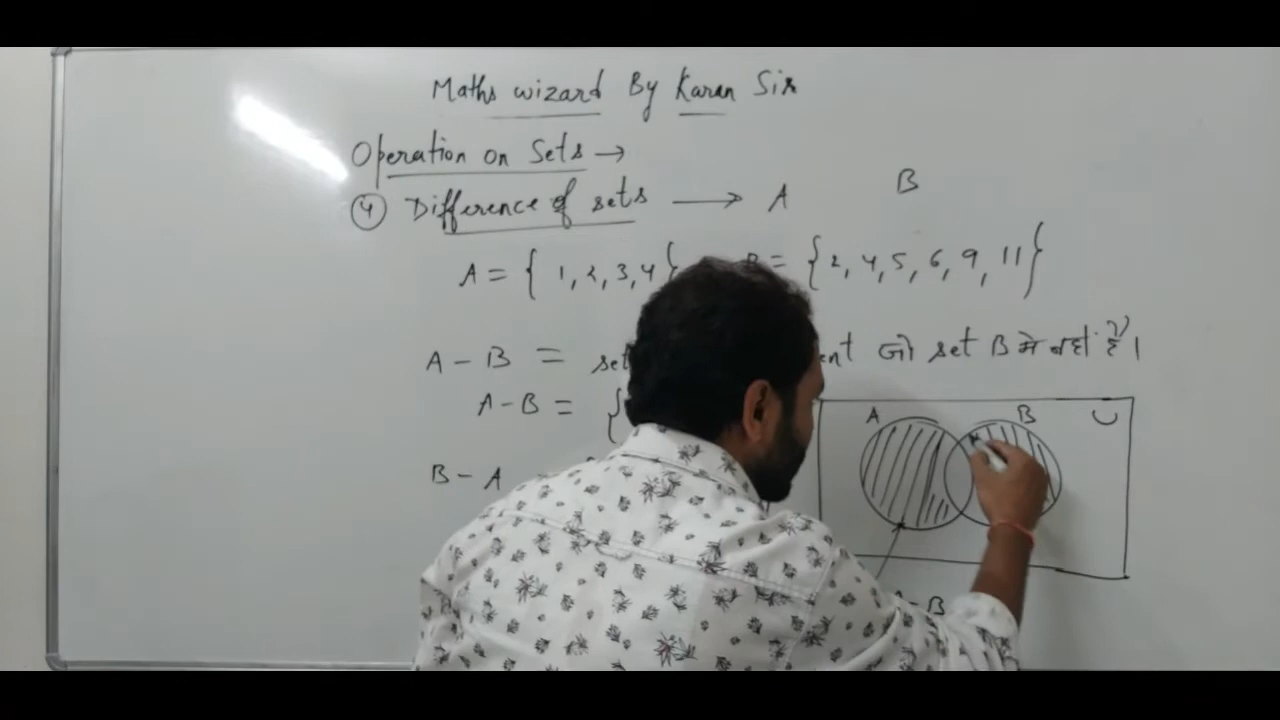 Maths wizard By Karan Sir
Operation on Sets →
④ Difference of sets → A B
A = { 1, 2, 3, 4 } = { 2, 4, 5, 6, 9, 11 }
A - B = set जो set B मे नहीं है।
A - B = {
B - A
A B U
A - B